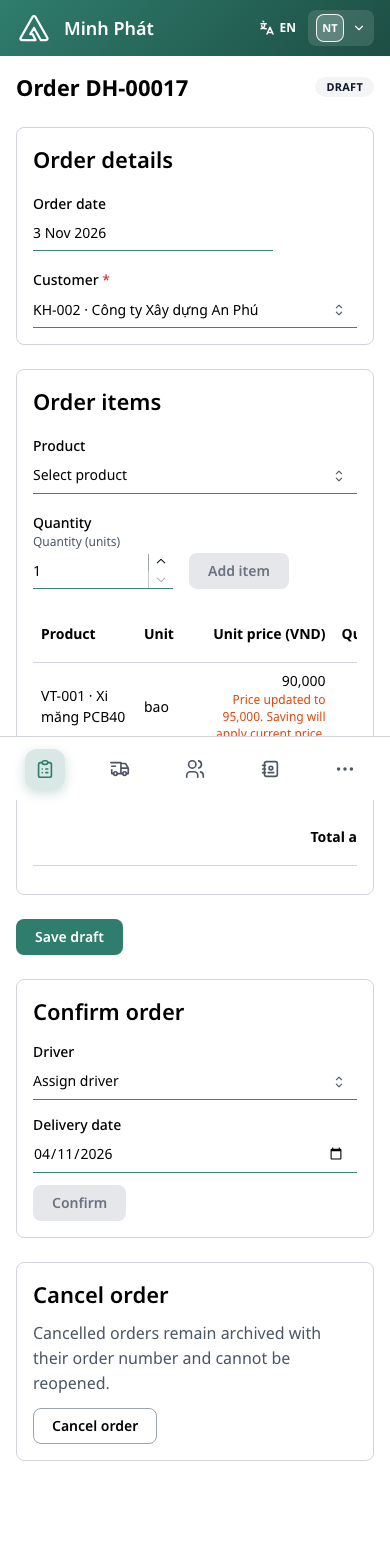 Minh Phát
EN
NT
Order DH-00017
DRAFT
Order details
Order date
3 Nov 2026
Customer *
KH-002 · Công ty Xây dựng An Phú
Order items
Product
Select product
Quantity
Quantity (units)
1
Add item
Product Unit Unit price (VND) Qu
90,000
VT-001 · Xi
măng PCB40
bao
Price updated to
95,000. Saving will
apply current price.
Total a
Save draft
Confirm order
Driver
Assign driver
Delivery date
04/11/2026
Confirm
Cancel order
Cancelled orders remain archived with
their order number and cannot be
reopened.
Cancel order